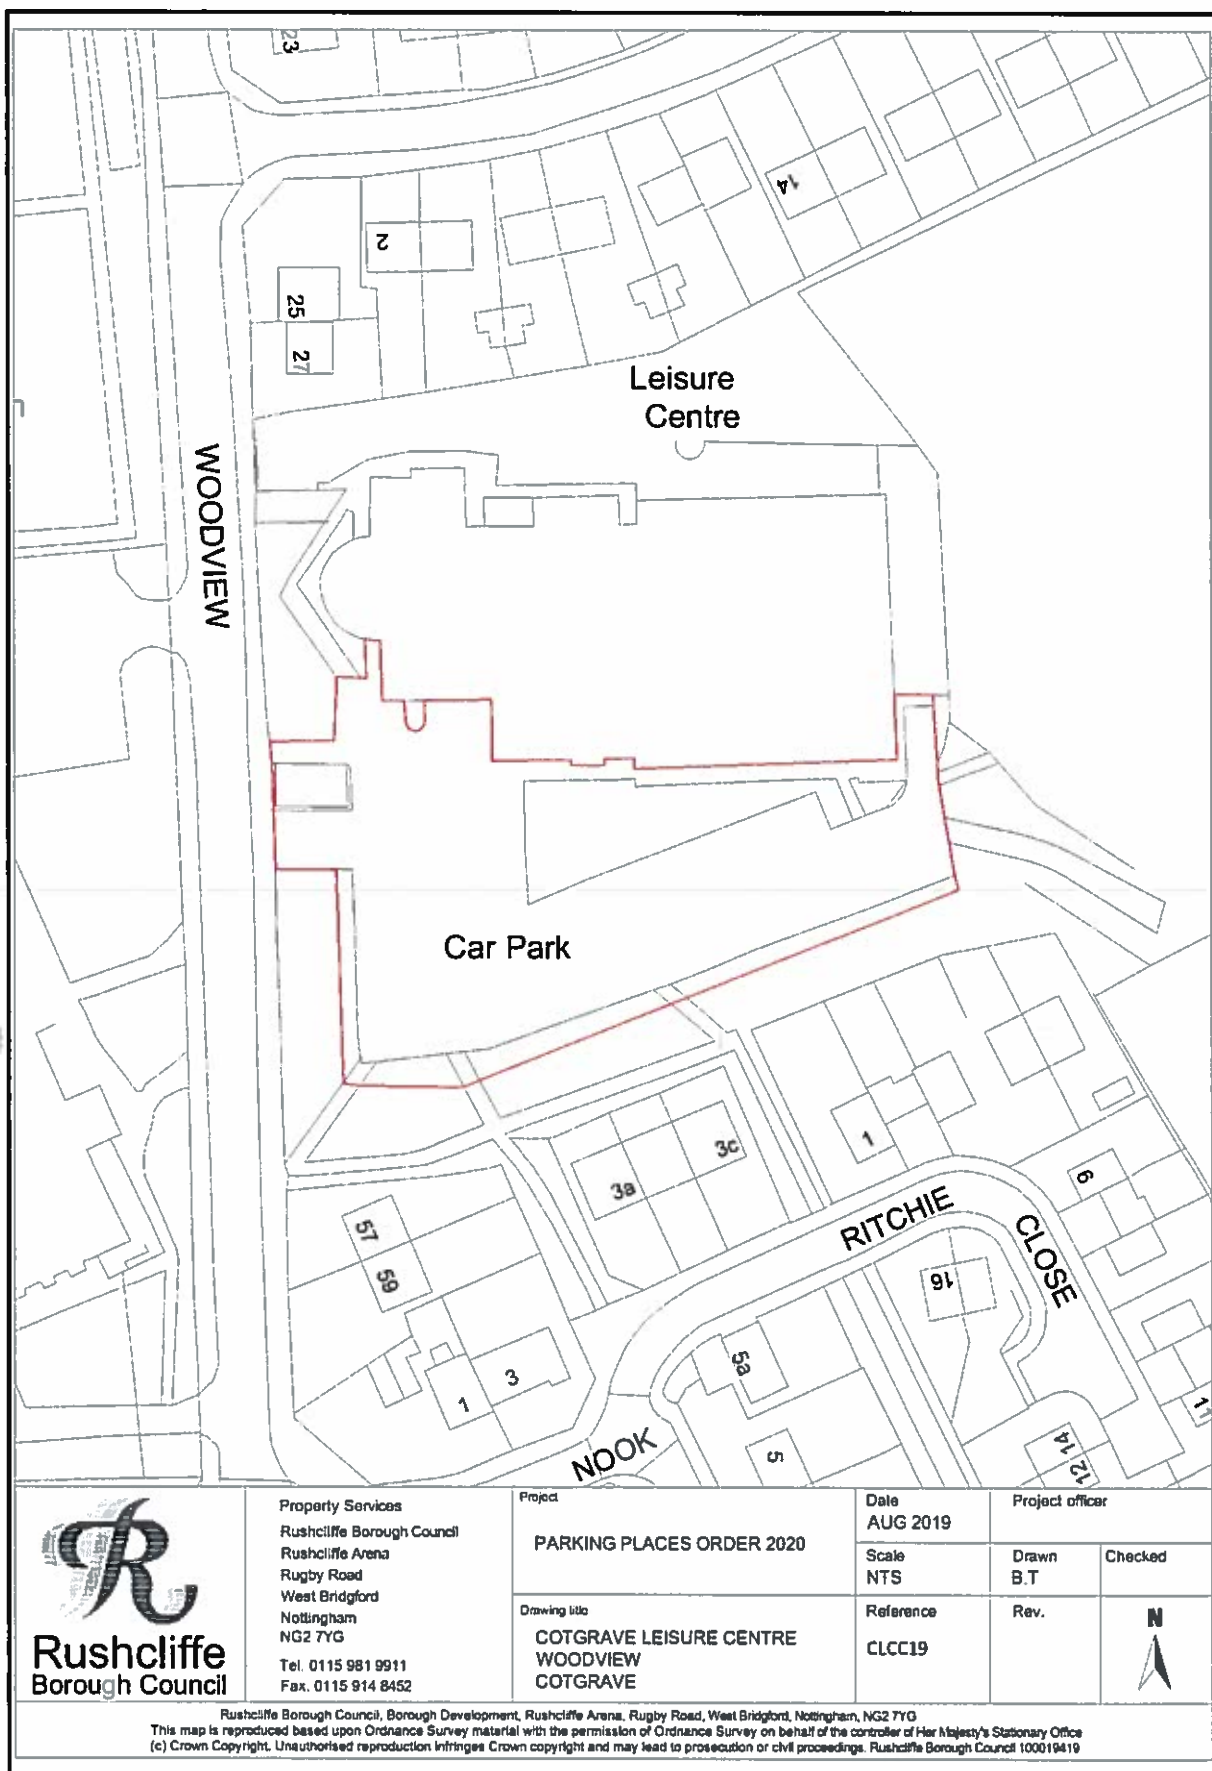 23
14
2
25
27
Leisure
Centre
WOODVIEW
Car Park
1
3c
3a
6
RITCHIE
CLOSE
57
59
16
5a
3
1
11
NOOK
5
14
12
Rushcliffe
Borough Council
Property Services
Rushcliffe Borough Council
Rushcliffe Arena
Rugby Road
West Bridgford
Nottingham
NG2 7YG
Tel. 0115 981 9911
Fax. 0115 914 8452
Project
PARKING PLACES ORDER 2020
Drawing title
COTGRAVE LEISURE CENTRE
WOODVIEW
COTGRAVE
Date
AUG 2019
Project officer
Scale
NTS
Drawn
B.T
Checked
Reference
CLCC19
Rev.
N
Rushcliffe Borough Council, Borough Development, Rushcliffe Arena, Rugby Road, West Bridgford, Nottingham, NG2 7YG
This map is reproduced based upon Ordnance Survey material with the permission of Ordnance Survey on behalf of the controller of Her Majesty's Stationary Office
(c) Crown Copyright, Unauthorised reproduction infringes Crown copyright and may lead to prosecution or civil proceedings. Rushcliffe Borough Council 100019419